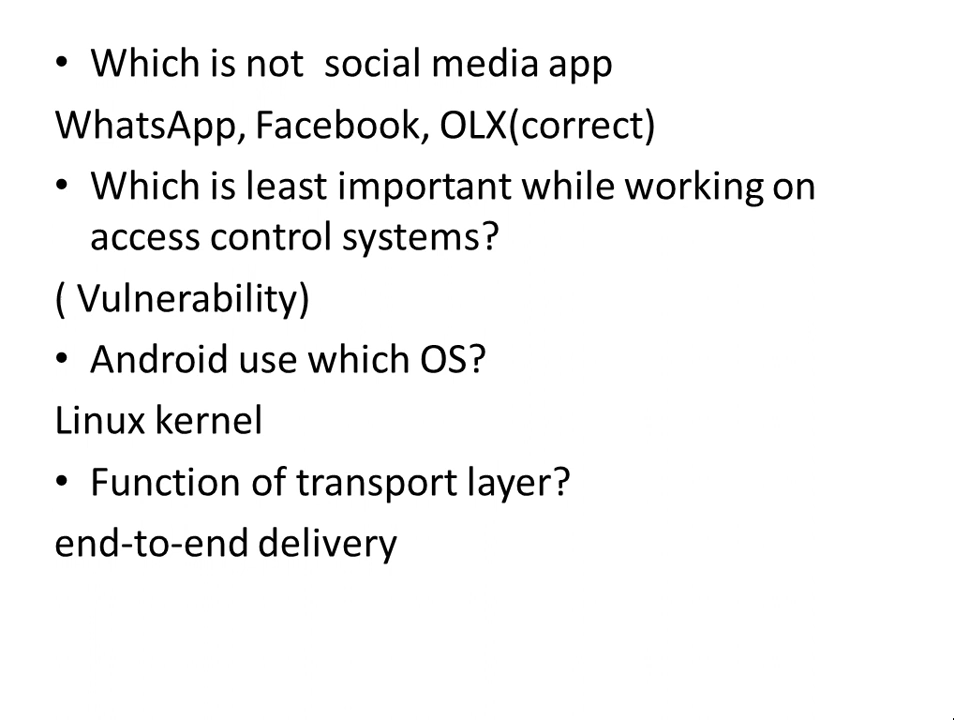 • Which is not  social media app
WhatsApp, Facebook, OLX(correct)
• Which is least important while working on
access control systems?
( Vulnerability)
• Android use which OS?
Linux kernel
• Function of transport layer?
end-to-end delivery